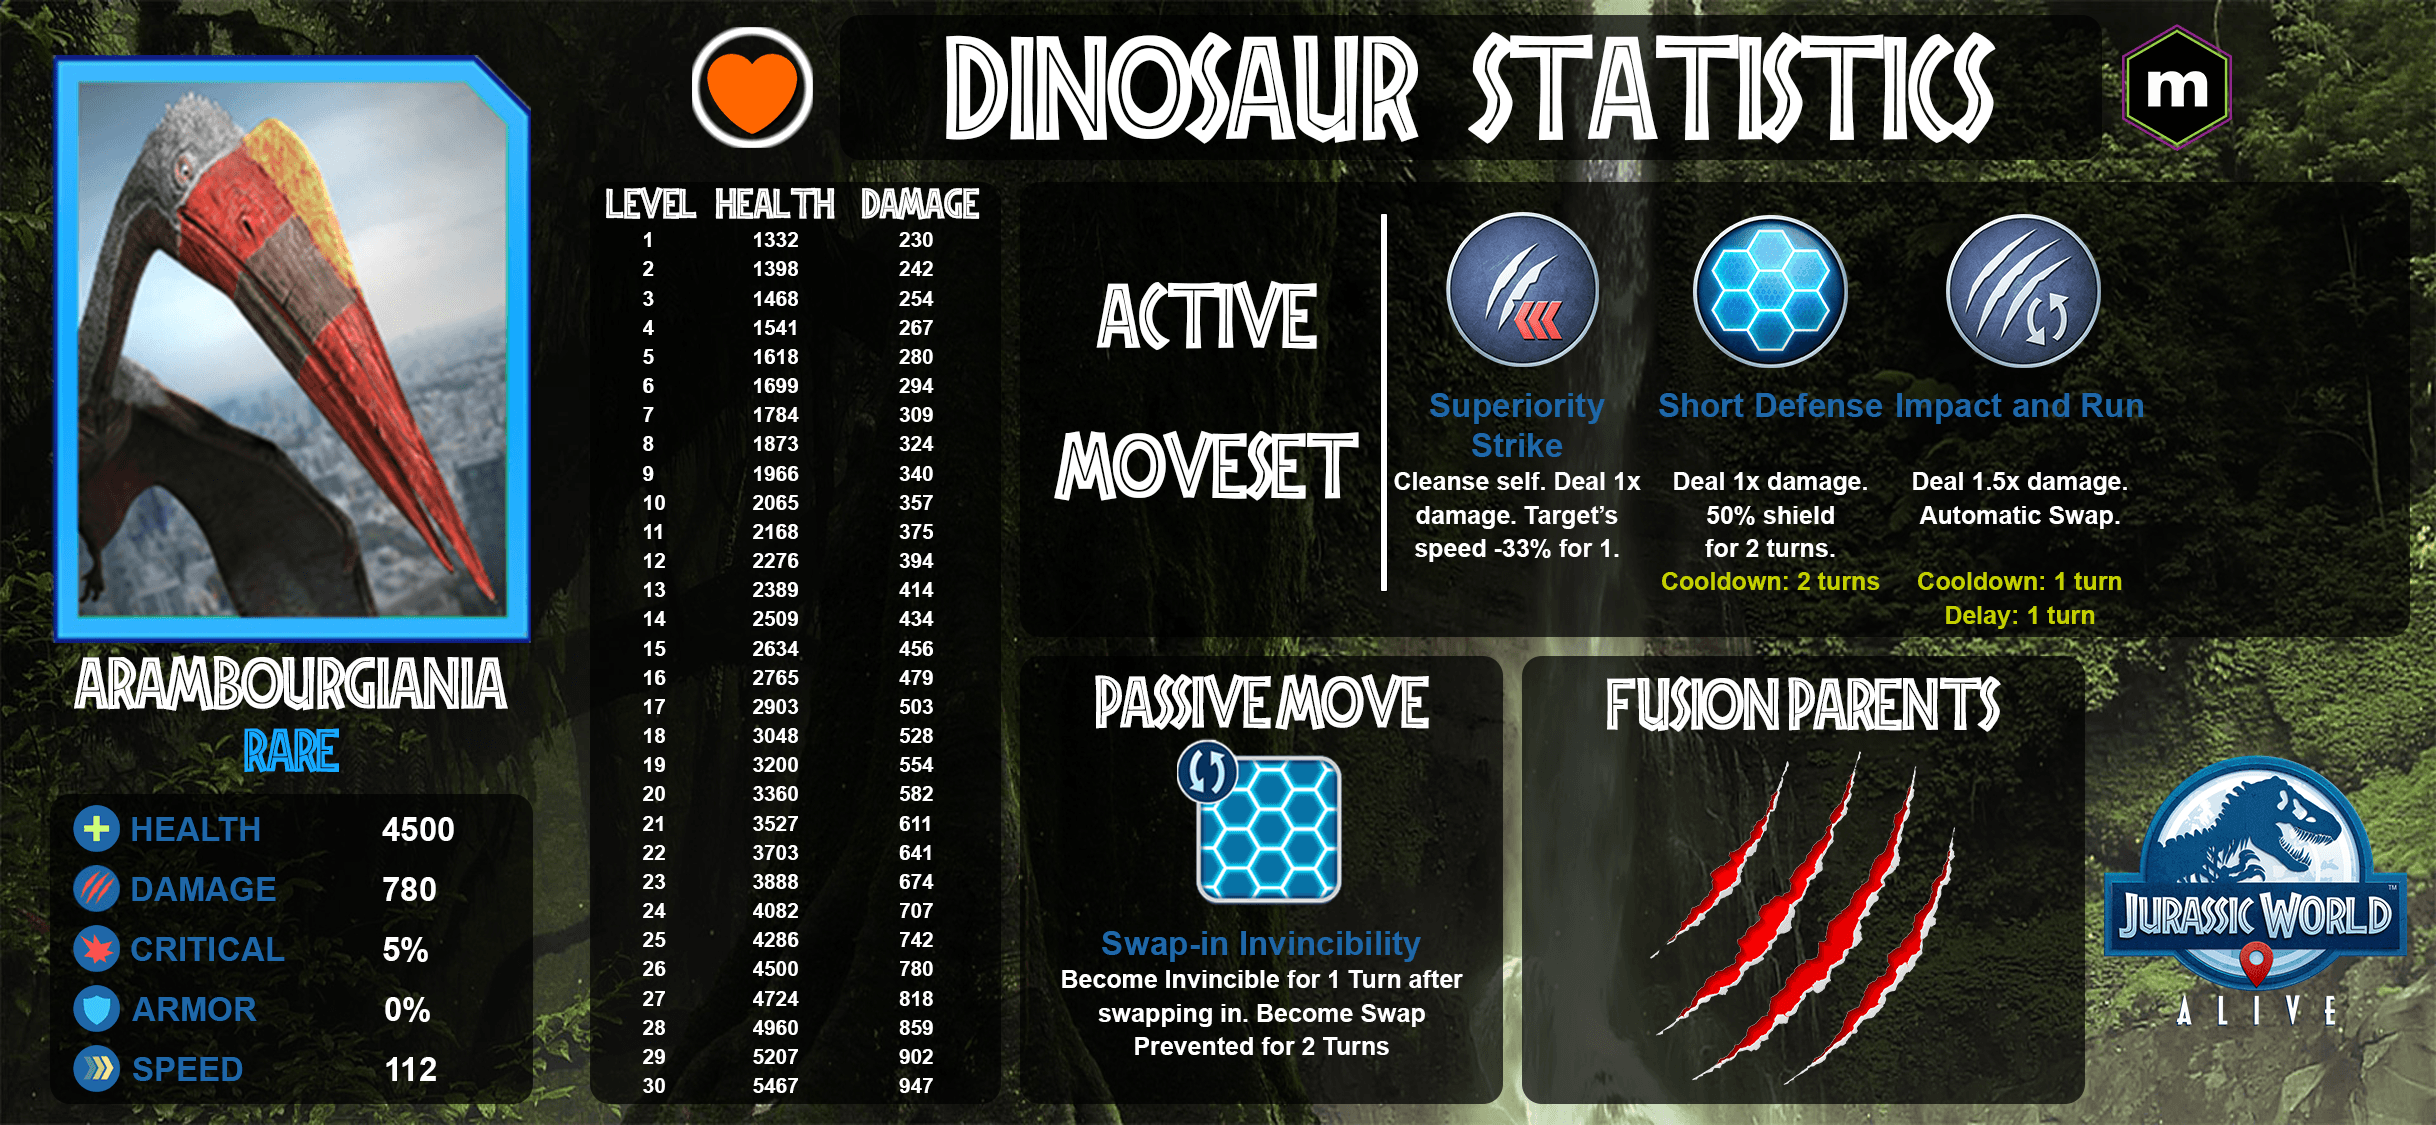 DINOSAUR STATISTICS
m
ARAMBOURGIANIA
RARE
HEALTH 4500
DAMAGE 780
CRITICAL 5%
ARMOR 0%
SPEED 112
LEVEL HEALTH DAMAGE
1 1332 230
2 1398 242
3 1468 254
4 1541 267
5 1618 280
6 1699 294
7 1784 309
8 1873 324
9 1966 340
10 2065 357
11 2168 375
12 2276 394
13 2389 414
14 2509 434
15 2634 456
16 2765 479
17 2903 503
18 3048 528
19 3200 554
20 3360 582
21 3527 611
22 3703 641
23 3888 674
24 4082 707
25 4286 742
26 4500 780
27 4724 818
28 4960 859
29 5207 902
30 5467 947
ACTIVE
MOVESET
Superiority
Strike
Cleanse self. Deal 1x
damage. Target’s
speed -33% for 1.
Short Defense
Deal 1x damage.
50% shield
for 2 turns.
Cooldown: 2 turns
Impact and Run
Deal 1.5x damage.
Automatic Swap.
Cooldown: 1 turn
Delay: 1 turn
PASSIVE MOVE
Swap-in Invincibility
Become Invincible for 1 Turn after
swapping in. Become Swap
Prevented for 2 Turns
FUSION PARENTS
JURASSIC WORLD™
ALIVE